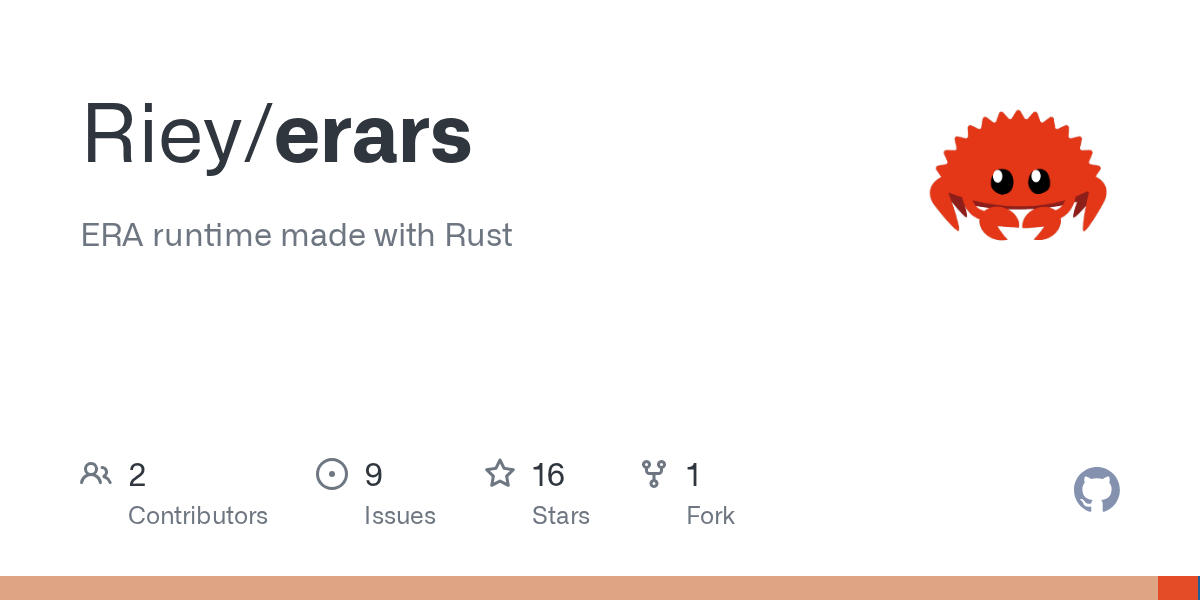 Riey/erars
ERA runtime made with Rust
2
Contributors
9
Issues
16
Stars
1
Fork